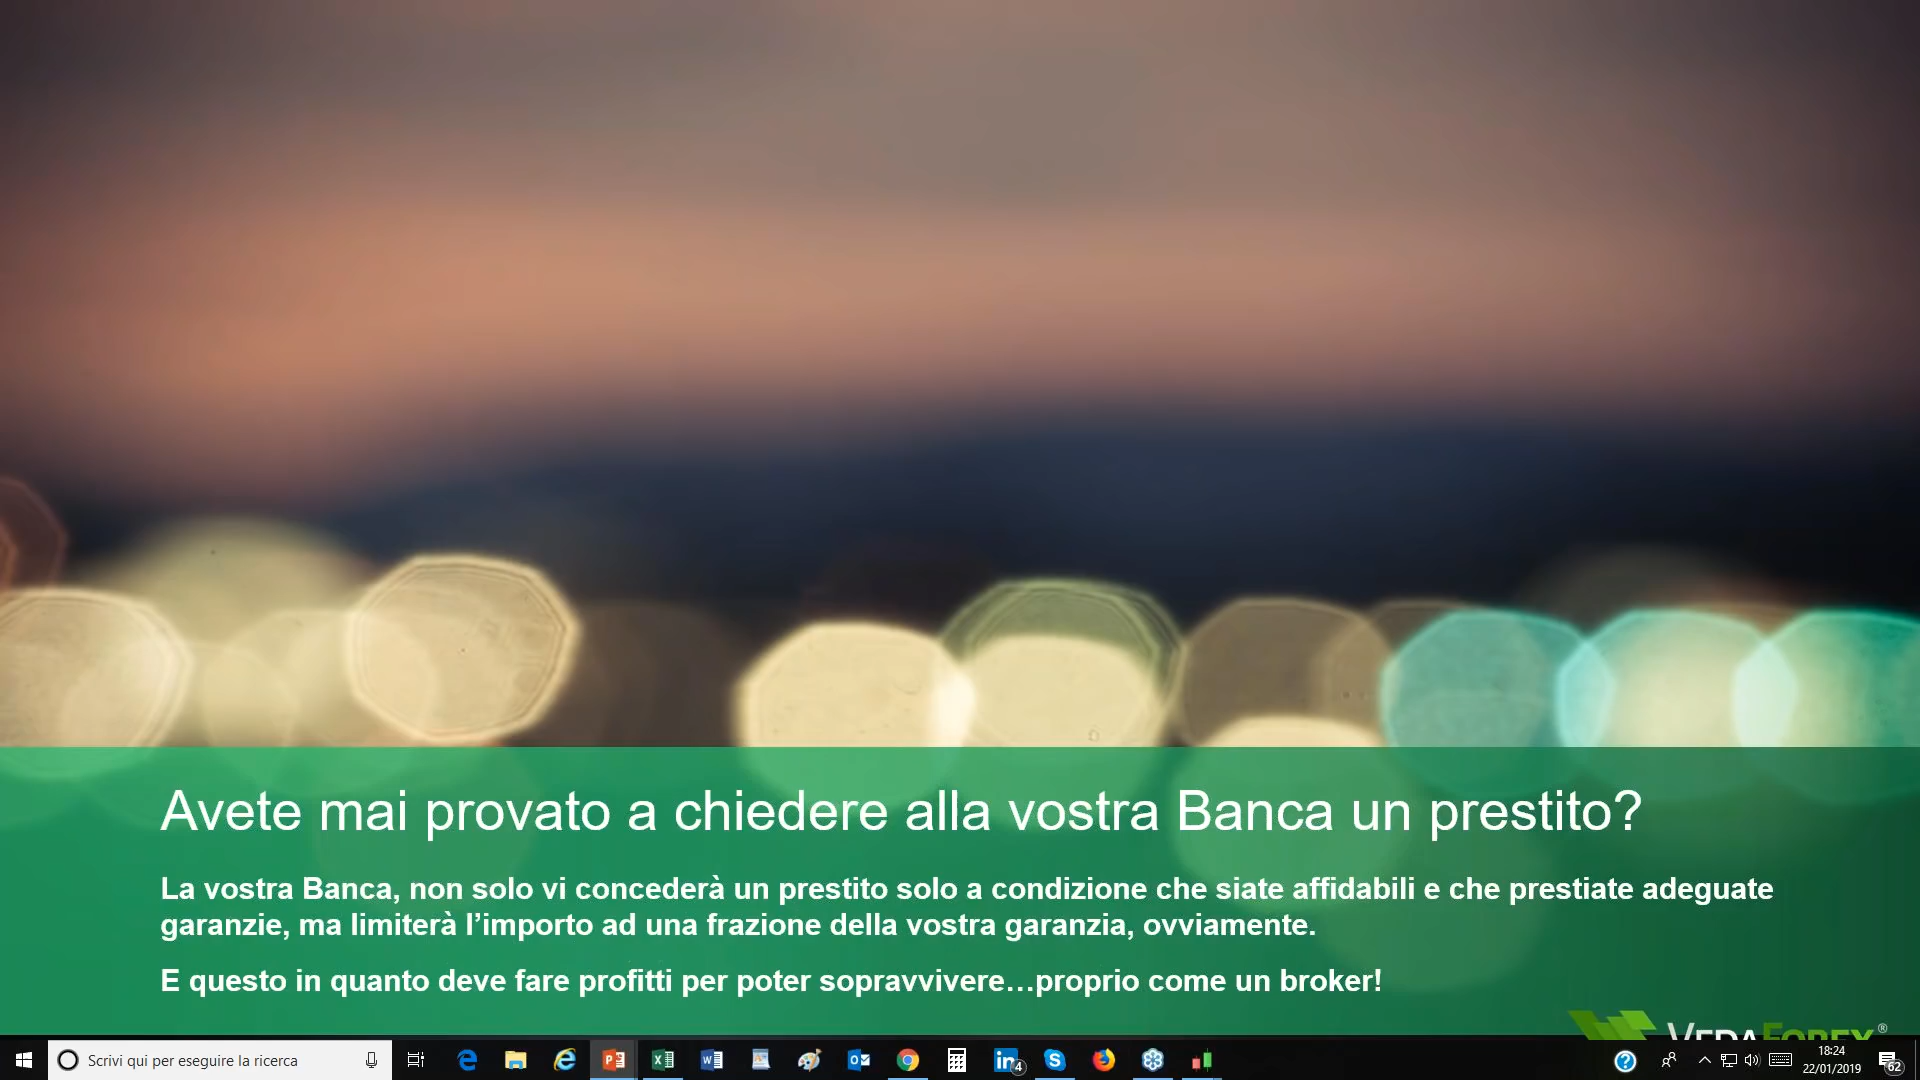 Avete mai provato a chiedere alla vostra Banca un prestito?
La vostra Banca, non solo vi concederà un prestito solo a condizione che siate affidabili e che prestiate adeguate
garanzie, ma limiterà l’importo ad una frazione della vostra garanzia, ovviamente.
E questo in quanto deve fare profitti per poter sopravvivere…proprio come un broker!
VEDAFOREX®
Scrivi qui per eseguire la ricerca
4
18:24
22/01/2019
62